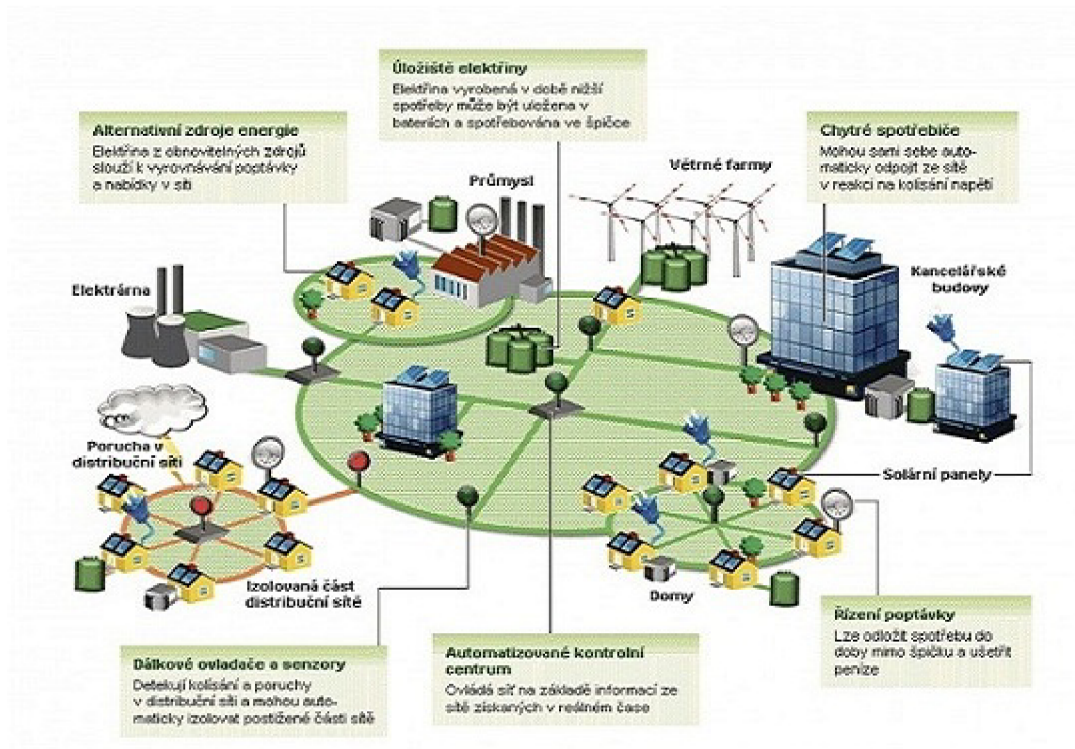 Úložiště elektřiny
Elektřina vyrobená v době nižší
spotřeby může být uložena v
bateriích a spotřebována ve špičce
Alternativní zdroje energie
Elektřina z obnovitelných zdrojů
slouží k vyrovnávání poptávky
a nabídky v síti
Chytré spotřebiče
Mohou sami sebe auto-
maticky odpojit ze sítě
v reakci na kolísání napětí
Průmysl
Větrné farmy
Elektrárna
Kancelářské
budovy
Porucha v
distribuční síti
Solární panely
Izolovaná část
distribuční sítě
Domy
Řízení poptávky
Lze odložit spotřebu do
doby mimo špičku a ušetřit
peníze
Dálkové ovladače a senzory
Detekují kolísání a poruchy
v distribuční síti a mohou auto-
maticky izolovat postižené části sítě
Automatizované kontrolní
centrum
Ovládá síť na základě informací ze
sítě získaných v reálném čase